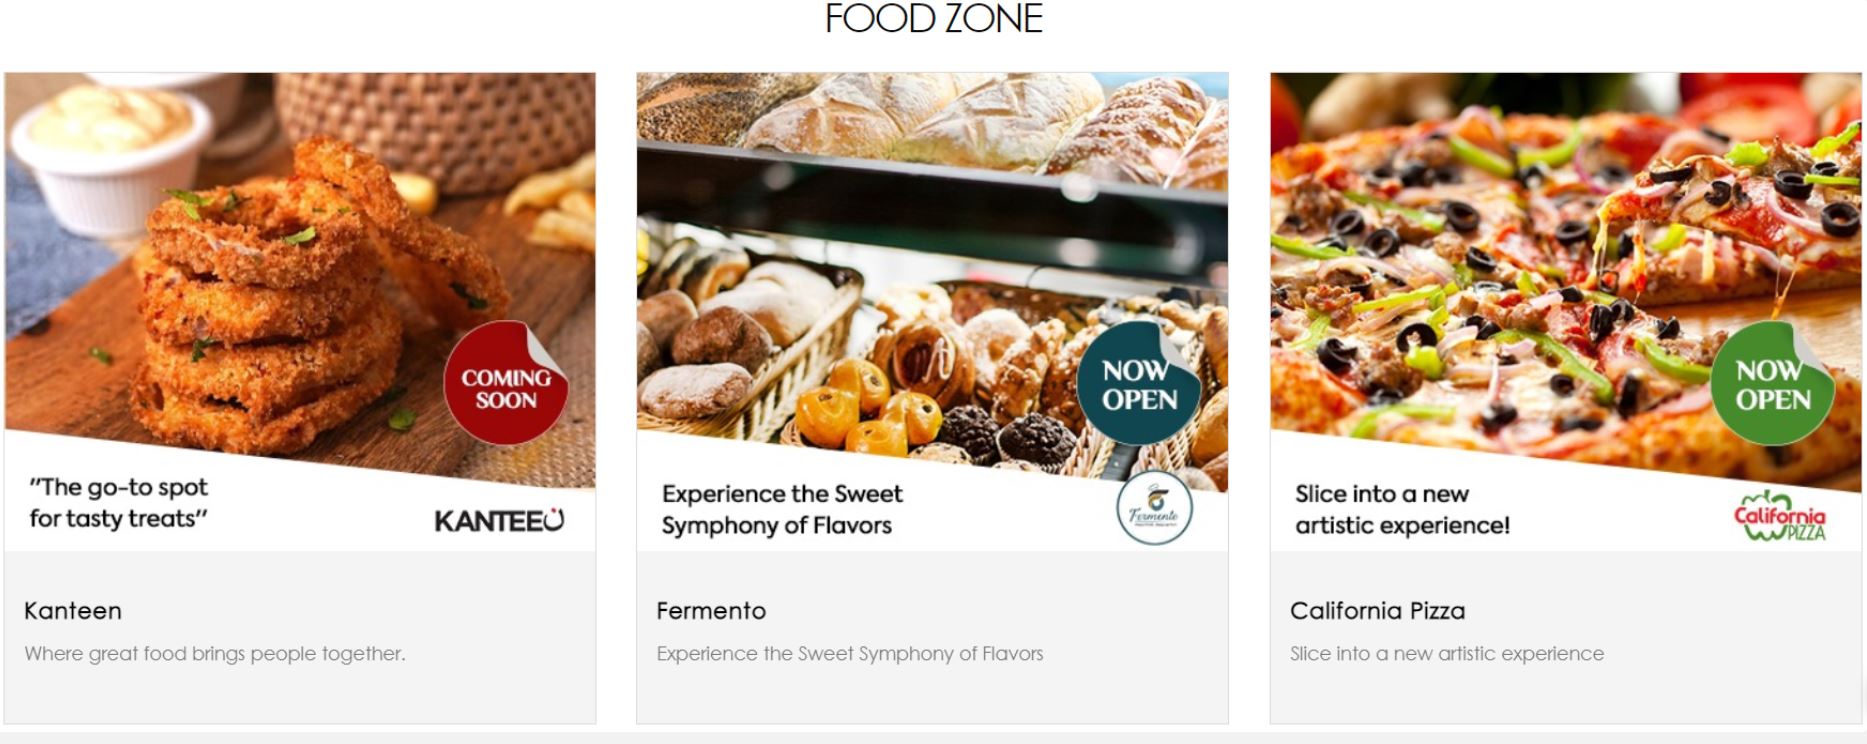 FOOD ZONE
COMING
SOON
"The go-to spot
for tasty treats"
KANTEEN
Kanteen
Where great food brings people together.
NOW
OPEN
Experience the Sweet
Symphony of Flavors
Fermento
Fermento
Experience the Sweet Symphony of Flavors
NOW
OPEN
Slice into a new
artistic experience!
California
PIZZA
California Pizza
Slice into a new artistic experience